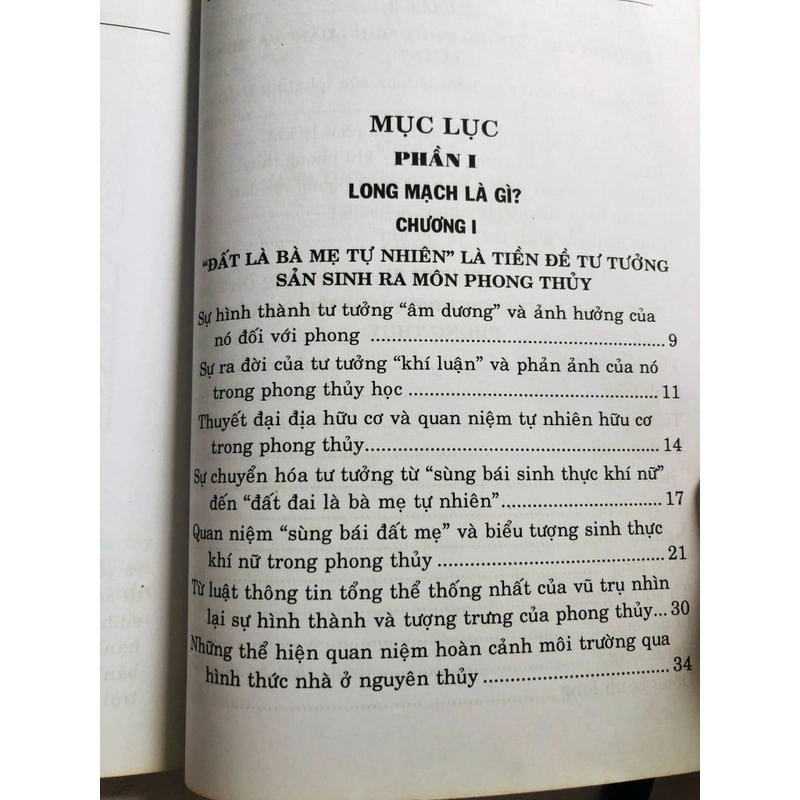 MỤC LỤC
PHẦN I
LONG MẠCH LÀ GÌ?
CHƯƠNG I
"ĐẤT LÀ BÀ MẸ TỰ NHIÊN" LÀ TIỀN ĐỀ TƯ TƯỞNG
SẢN SINH RA MÔN PHONG THỦY
Sự hình thành tư tưởng "âm dương" và ảnh hưởng của
nó đối với phong ........................................ 9
Sự ra đời của tư tưởng "khí luận" và phản ảnh của nó
trong phong thủy học ........................................ 11
Thuyết đại địa hữu cơ và quan niệm tự nhiên hữu cơ
trong phong thủy........................................ 14
Sự chuyển hóa tư tưởng từ "sùng bái sinh thực khí nữ"
đến "đất đai là bà mẹ tự nhiên"........................ 17
Quan niệm "sùng bái đất mẹ" và biểu tượng sinh thực
khí nữ trong phong thủy ................................ 21
Từ luật thông tin tổng thể thống nhất của vũ trụ nhìn
lại sự hình thành và tượng trưng của phong thủy...30
Những thể hiện quan niệm hoàn cảnh môi trường qua
hình thức nhà ở nguyên thủy ............................ 34